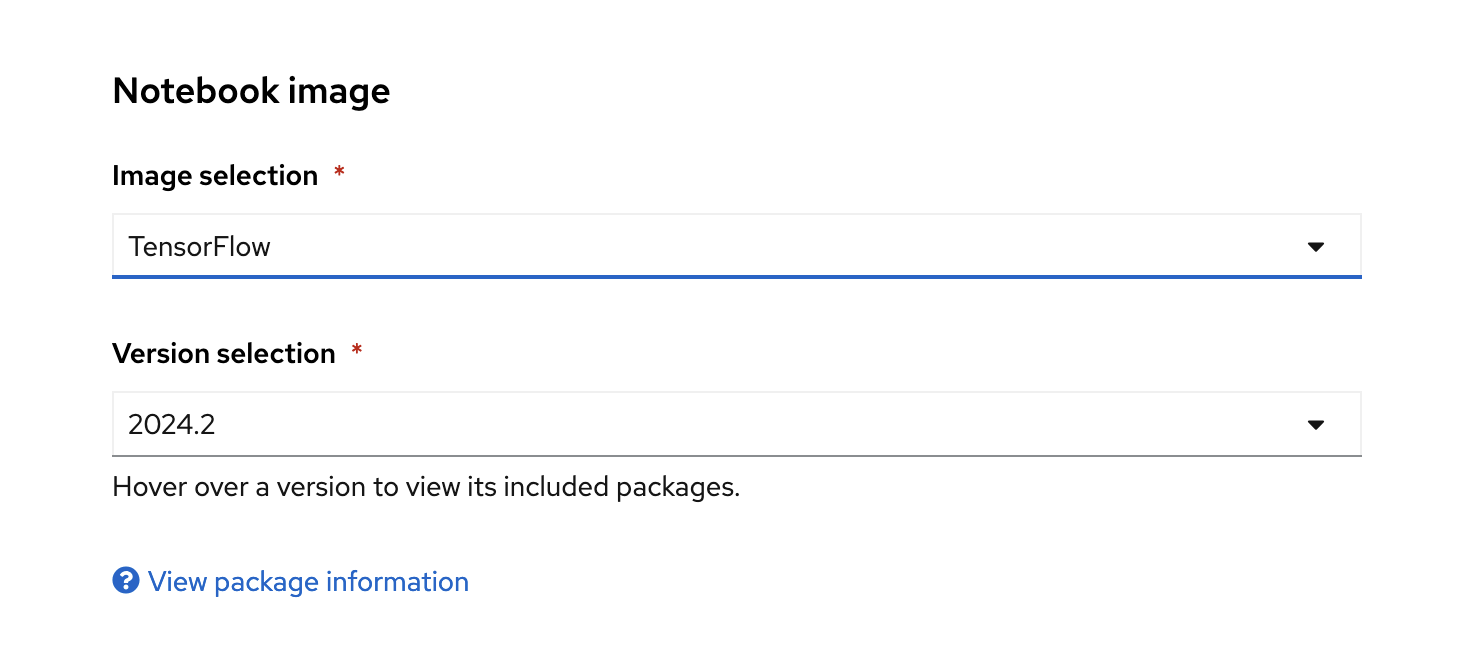 Notebook image
Image selection *
TensorFlow
Version selection *
2024.2
Hover over a version to view its included packages.
View package information